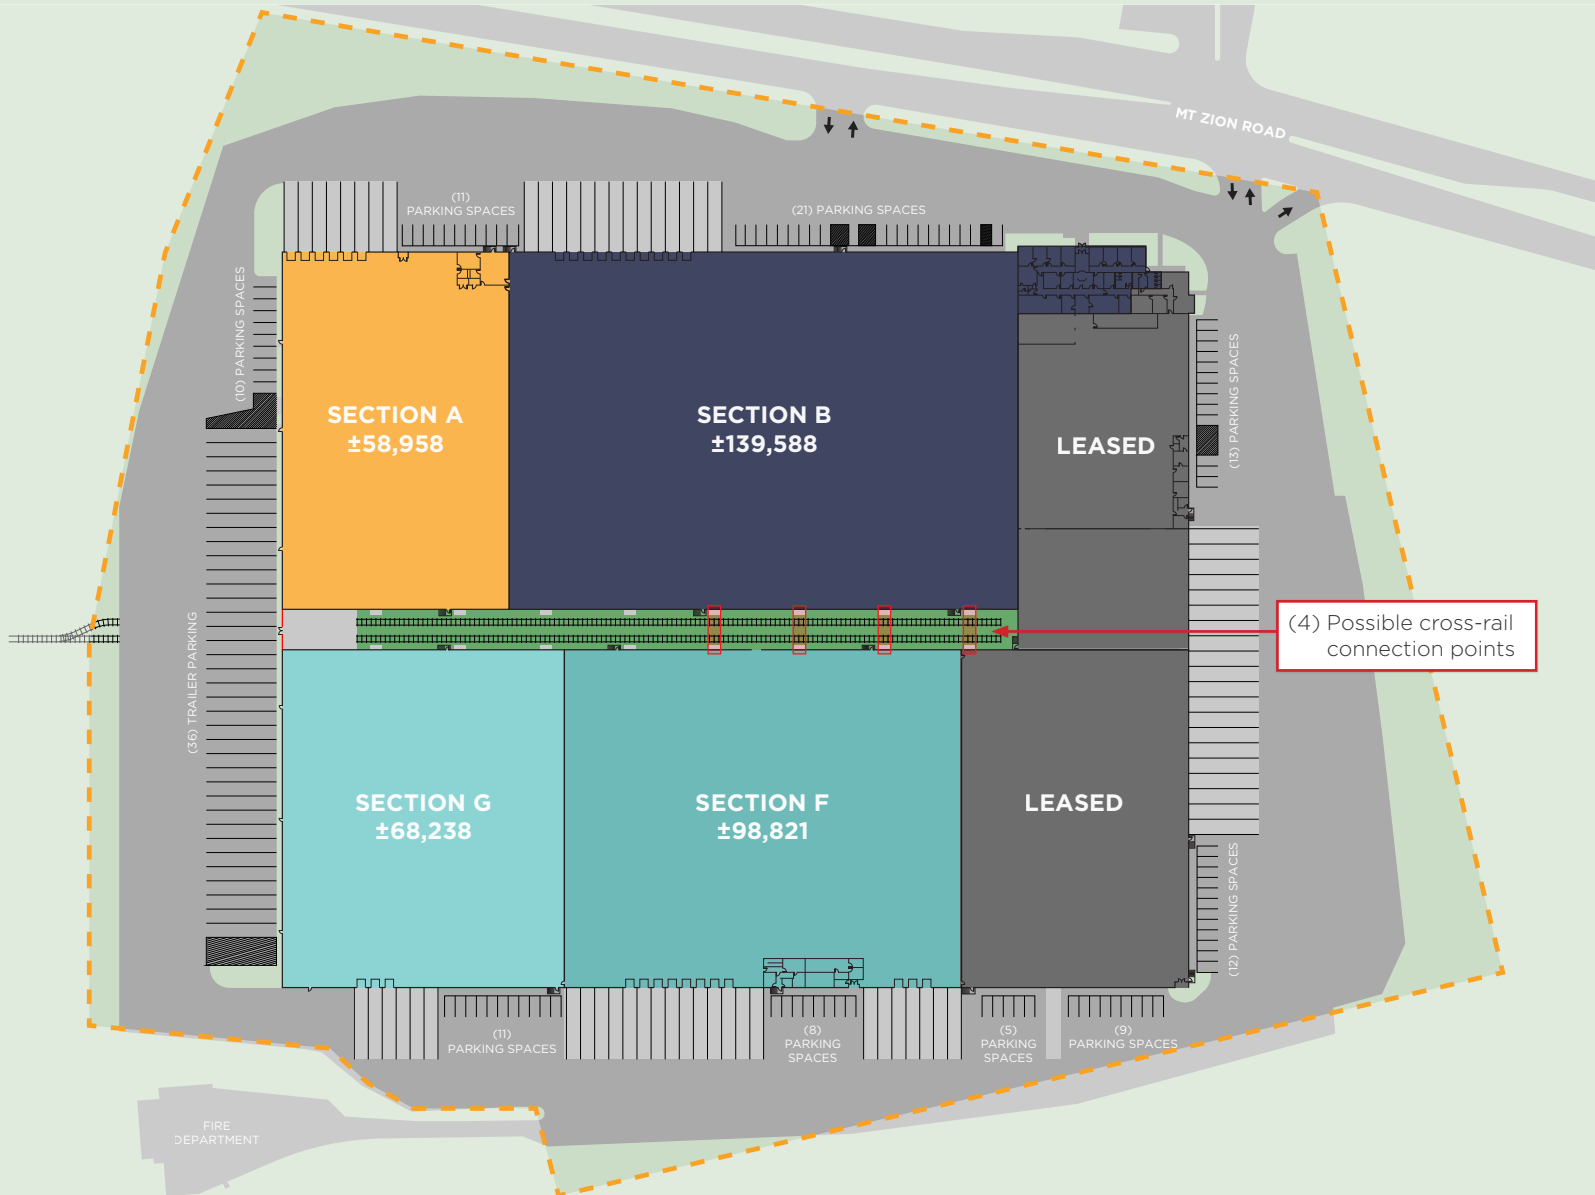 MT ZION ROAD
(11)
PARKING SPACES
(21) PARKING SPACES
(10) PARKING SPACES
(13) PARKING SPACES
SECTION A
±58,958
SECTION B
±139,588
LEASED
(4) Possible cross-rail
connection points
(36) TRAILER PARKING
SECTION G
±68,238
SECTION F
±98,821
LEASED
(12) PARKING SPACES
(11)
PARKING SPACES
(8)
PARKING
SPACES
(5)
PARKING
SPACES
(9)
PARKING SPACES
FIRE
DEPARTMENT